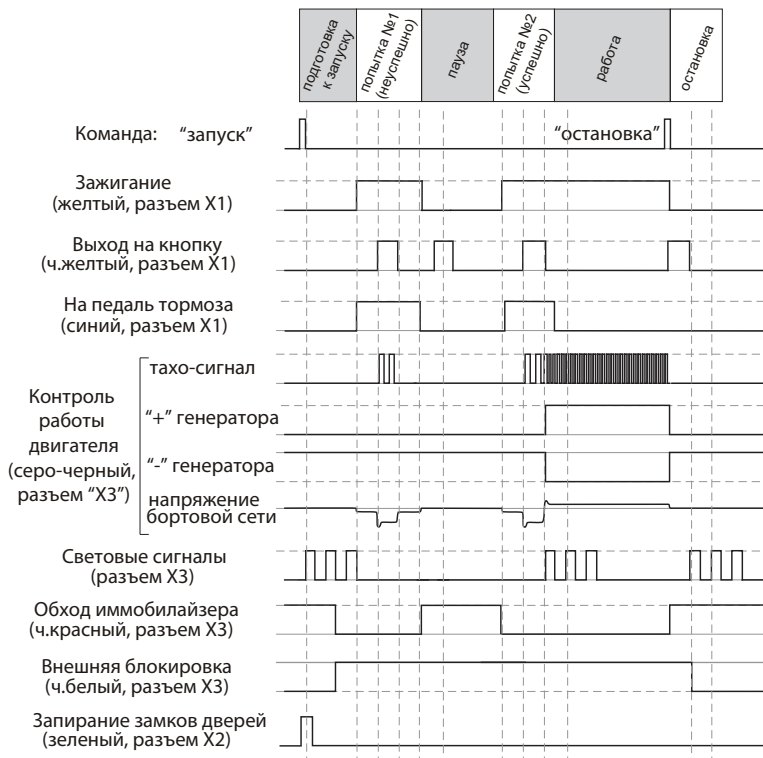 подготовка
к запуску
попытка №1
(неуспешно)
пауза
попытка №2
(успешно)
работа
остановка
Команда: "запуск" "остановка"
Зажигание
(желтый, разъем X1)
Выход на кнопку
(ч.желтый, разъем X1)
На педаль тормоза
(синий, разъем X1)
Контроль
работы
двигателя
(серо-черный,
разъем "X3")
тахо-сигнал
"+" генератора
"-" генератора
напряжение
бортовой сети
Световые сигналы
(разъем X3)
Обход иммобилайзера
(ч.красный, разъем X3)
Внешняя блокировка
(ч.белый, разъем X3)
Запирание замков дверей
(зеленый, разъем X2)